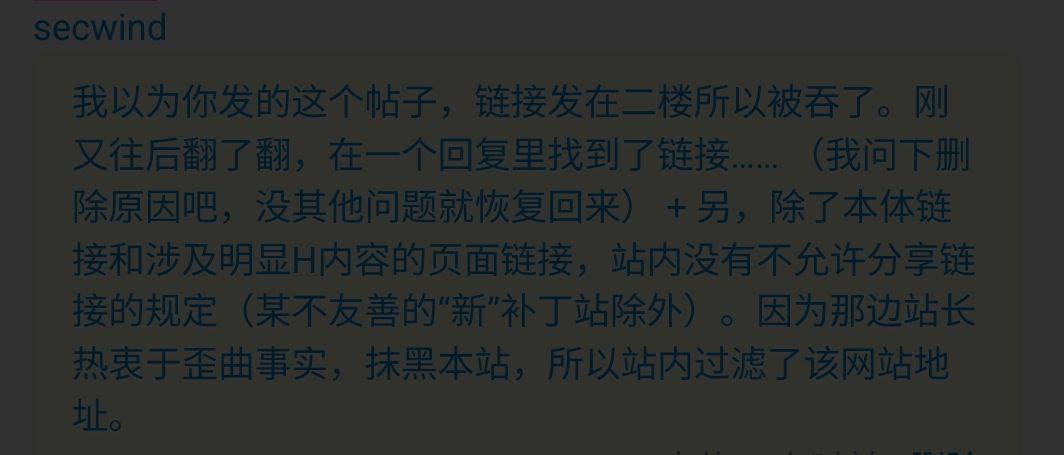 secwind
我以为你发的这个帖子，链接发在二楼所以被吞了。刚
又往后翻了翻，在一个回复里找到了链接…… （我问下删
除原因吧，没其他问题就恢复回来） + 另，除了本体链
接和涉及明显H内容的页面链接，站内没有不允许分享链
接的规定（某不友善的“新”补丁站除外）。因为那边站长
热衷于歪曲事实，抹黑本站，所以站内过滤了该网站地
址。